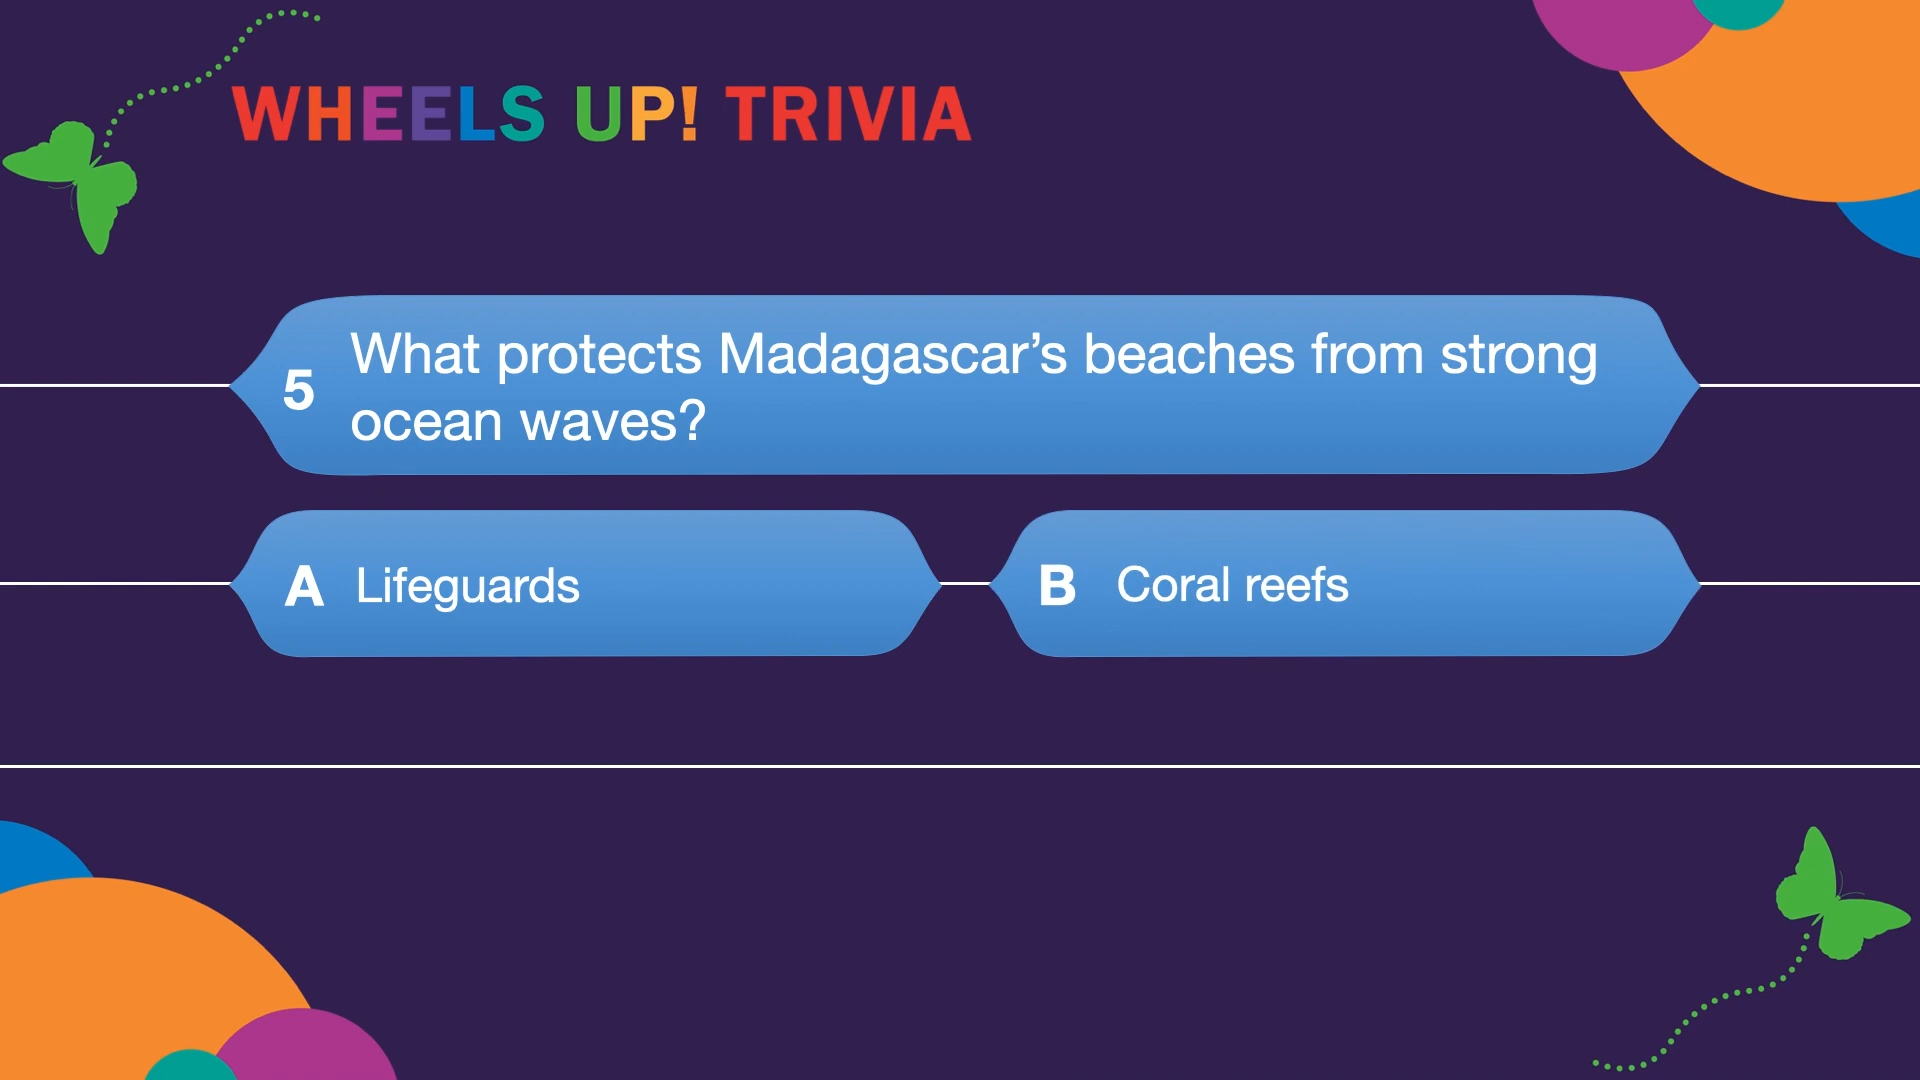 WHEELS UP! TRIVIA
5 What protects Madagascar’s beaches from strong
ocean waves?
A Lifeguards
B Coral reefs